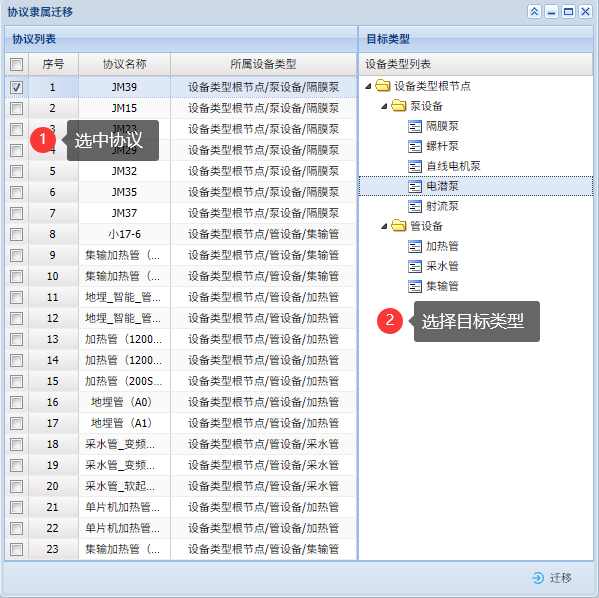 协议隶属迁移
协议列表
序号 协议名称 所属设备类型
1 JM39 设备类型根节点/泵设备/隔膜泵
2 JM15 设备类型根节点/泵设备/隔膜泵
3 JM23 设备类型根节点/泵设备/隔膜泵
4 JM29 设备类型根节点/泵设备/隔膜泵
5 JM32 设备类型根节点/泵设备/隔膜泵
6 JM35 设备类型根节点/泵设备/隔膜泵
7 JM37 设备类型根节点/泵设备/隔膜泵
8 小17-6 设备类型根节点/管设备/集输管
9 集输加热管（... 设备类型根节点/管设备/集输管
10 集输加热管（... 设备类型根节点/管设备/集输管
11 地埋_智能_管... 设备类型根节点/管设备/加热管
12 地埋_智能_管... 设备类型根节点/管设备/加热管
13 加热管（1200... 设备类型根节点/管设备/加热管
14 加热管（1200... 设备类型根节点/管设备/加热管
15 加热管（200S... 设备类型根节点/管设备/加热管
16 地埋管（A0） 设备类型根节点/管设备/加热管
17 地埋管（A1） 设备类型根节点/管设备/加热管
18 采水管_变频... 设备类型根节点/管设备/采水管
19 采水管_变频... 设备类型根节点/管设备/采水管
20 采水管_软起... 设备类型根节点/管设备/采水管
21 单片机加热管... 设备类型根节点/管设备/加热管
22 单片机加热管... 设备类型根节点/管设备/加热管
23 集输加热管（... 设备类型根节点/管设备/集输管
1 选中协议
目标类型
设备类型列表
设备类型根节点
泵设备
隔膜泵
螺杆泵
直线电机泵
电潜泵
射流泵
管设备
加热管
采水管
集输管
2 选择目标类型
迁移